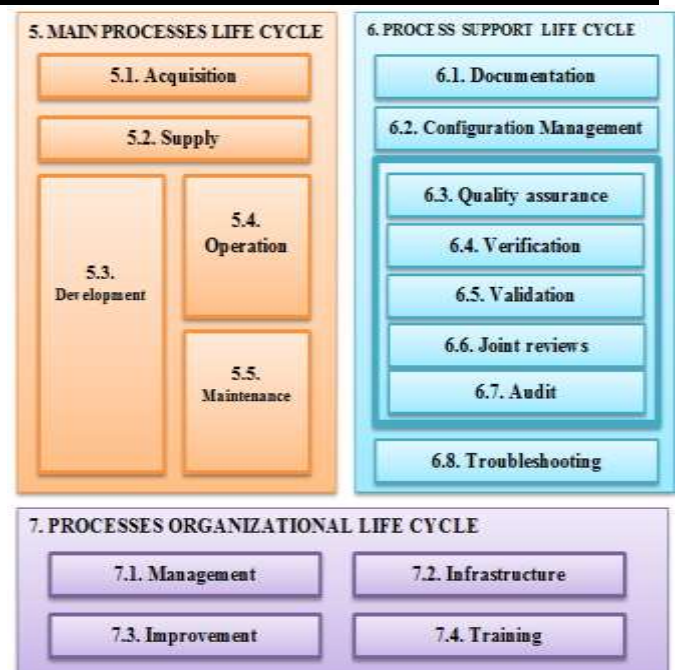 5. MAIN PROCESSES LIFE CYCLE
5.1. Acquisition
5.2. Supply
5.3.
Development
5.4.
Operation
5.5.
Maintenance
6. PROCESS SUPPORT LIFE CYCLE
6.1. Documentation
6.2. Configuration Management
6.3. Quality assurance
6.4. Verification
6.5. Validation
6.6. Joint reviews
6.7. Audit
6.8. Troubleshooting
7. PROCESSES ORGANIZATIONAL LIFE CYCLE
7.1. Management
7.2. Infrastructure
7.3. Improvement
7.4. Training